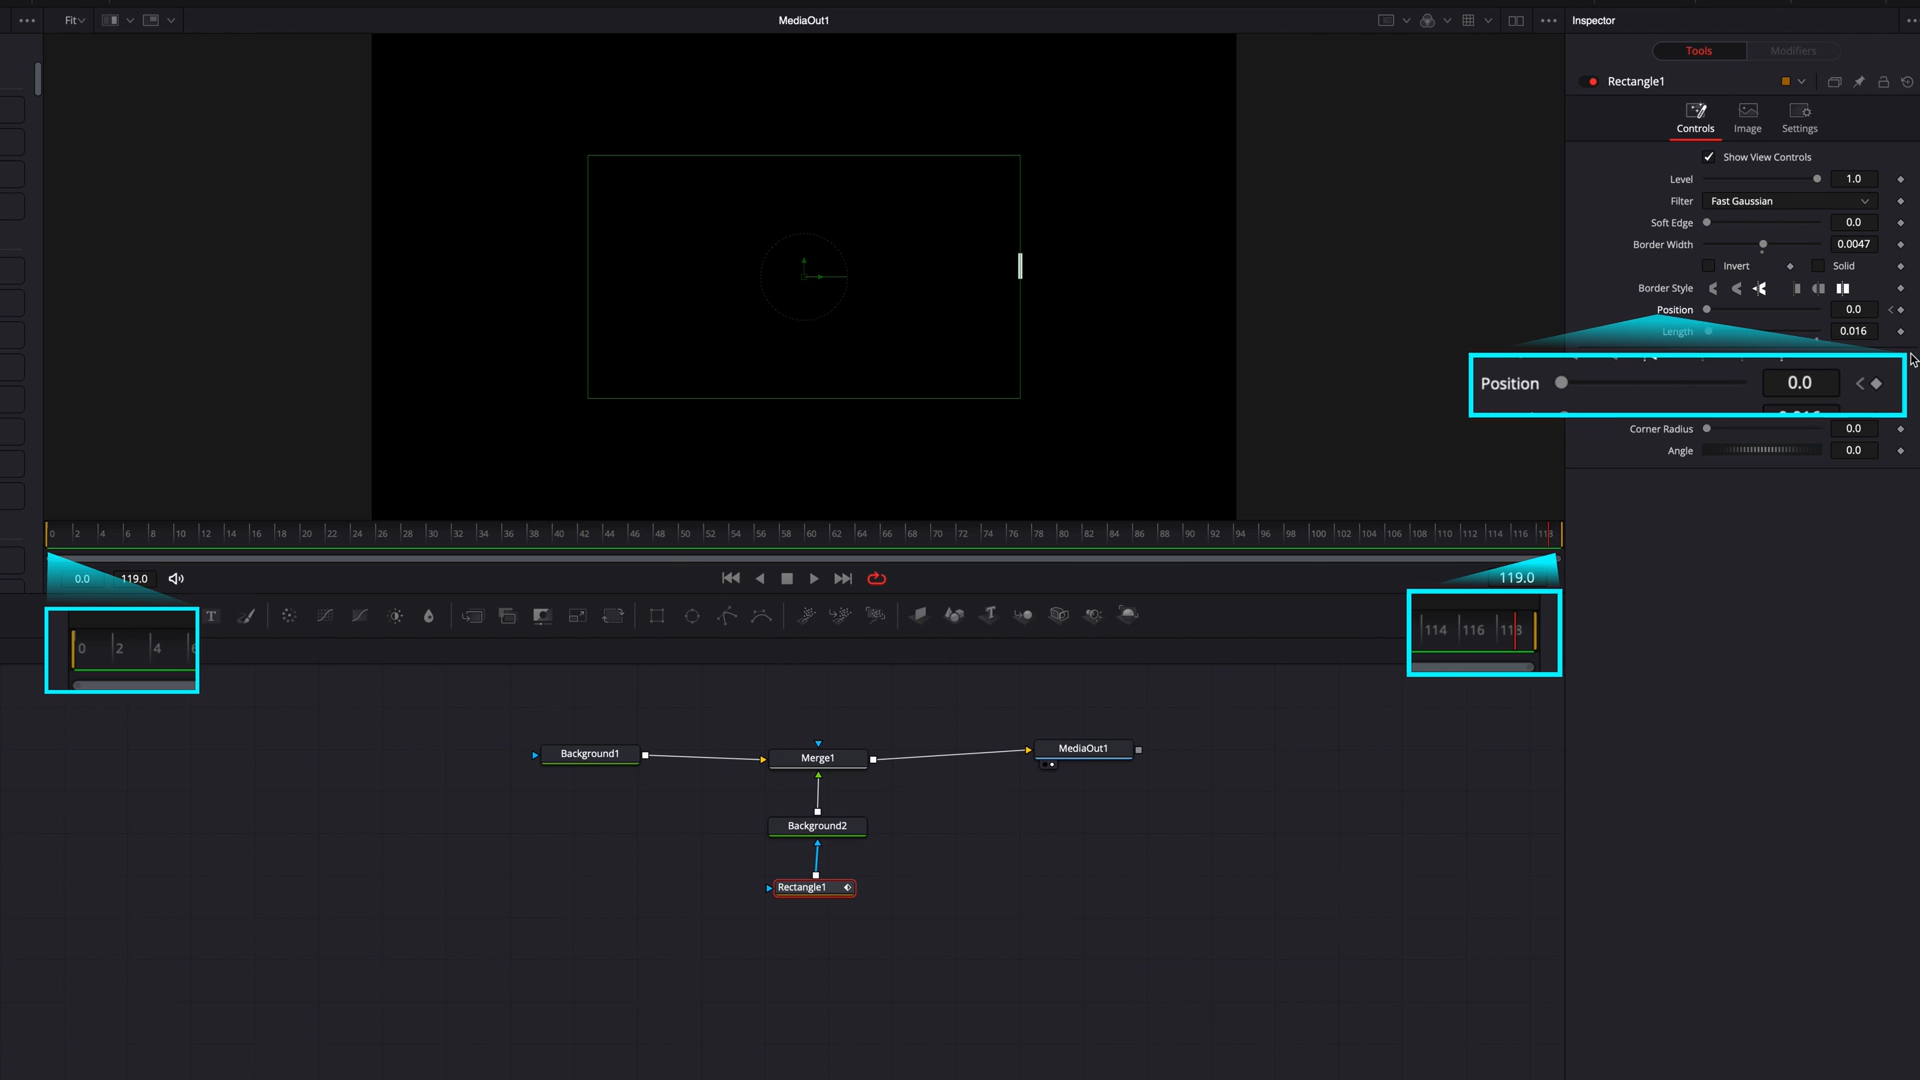 Fit
MediaOut1
Inspector
Tools
Modifiers
Rectangle1
Controls
Image
Settings
Show View Controls
Level 1.0
Filter Fast Gaussian
Soft Edge 0.0
Border Width 0.0047
Invert Solid
Border Style
Position 0.0
Length 0.016
Position 0.0
Corner Radius 0.0
Angle 0.0
0 2 4 6 8 10 12 14 16 18 20 22 24 26 28 30 32 34 36 38 40 42 44 46 48 50 52 54 56 58 60 62 64 66 68 70 72 74 76 78 80 82 84 86 88 90 92 94 96 98 100 102 104 106 108 110 112 114 116 118
0.0 119.0
119.0
T
T
0 2 4 6
114 116 118
Background1
Merge1
MediaOut1
Background2
Rectangle1